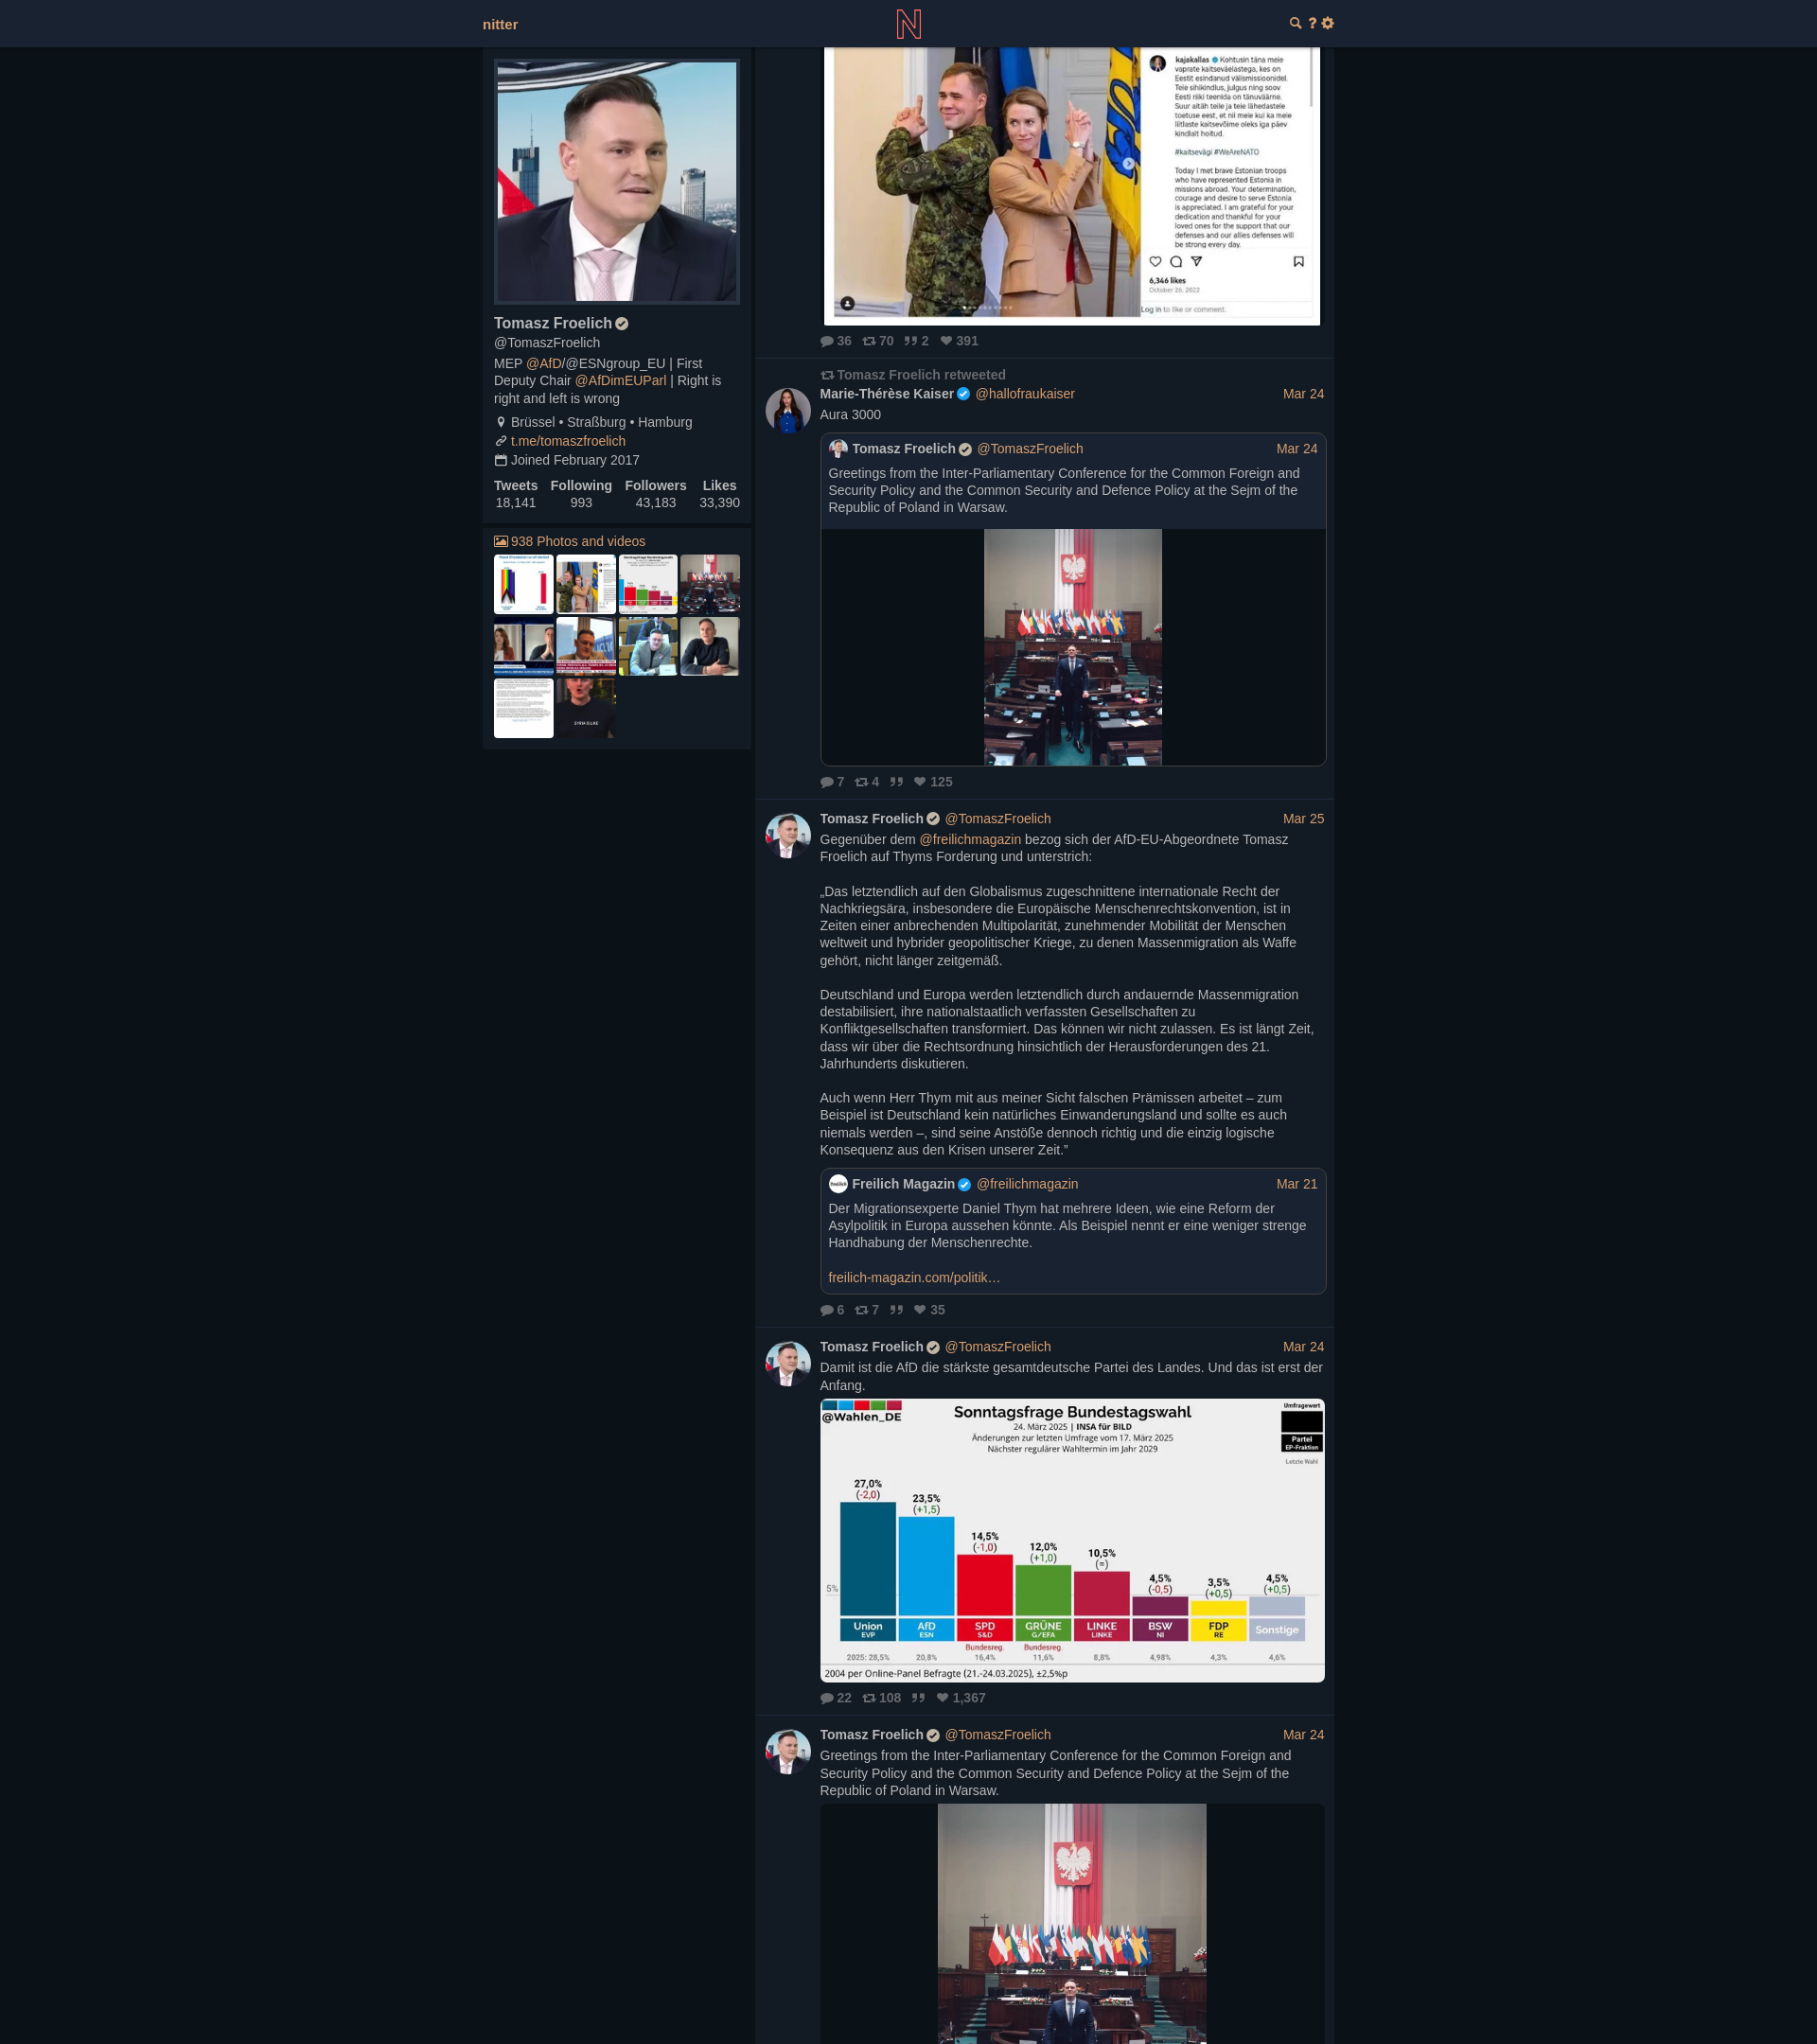 nitter
Tomasz Froelich
@TomaszFroelich
MEP @AfD/@ESNgroup_EU | First
Deputy Chair @AfDimEUParl | Right is
right and left is wrong
Brüssel • Straßburg • Hamburg
t.me/tomaszfroelich
Joined February 2017
Tweets Following Followers Likes
18,141 993 43,183 33,390
938 Photos and videos
kajakallas Kohtusin täna meie
vaprate kaitseväelastega, kes on
Eestit esindanud välismissioonidel.
Teie sihikindlus, julgus ning soov
Eesti riiki teenida on tänuväärne.
Suur aitäh teile ja teie lähedastele
toetuse eest, et nii meie kui ka meie
liitlaste kaitsevõime oleks iga päev
kindlalt hoitud.
#kaitsevägi #WeAreNATO
Today I met brave Estonian troops
who have represented Estonia in
missions abroad. Your determination,
courage and desire to serve Estonia
is appreciated. I am grateful for your
dedication and thankful for your
loved ones for the support that our
defenses and our allies defenses will
be strong every day.
6,346 likes
October 26, 2022
Log in to like or comment.
36 70 2 391
Tomasz Froelich retweeted
Marie-Thérèse Kaiser @hallofraukaiser Mar 24
Aura 3000
Tomasz Froelich @TomaszFroelich Mar 24
Greetings from the Inter-Parliamentary Conference for the Common Foreign and
Security Policy and the Common Security and Defence Policy at the Sejm of the
Republic of Poland in Warsaw.
7 4 125
Tomasz Froelich @TomaszFroelich Mar 25
Gegenüber dem @freilichmagazin bezog sich der AfD-EU-Abgeordnete Tomasz
Froelich auf Thyms Forderung und unterstrich:
„Das letztendlich auf den Globalismus zugeschnittene internationale Recht der
Nachkriegsära, insbesondere die Europäische Menschenrechtskonvention, ist in
Zeiten einer anbrechenden Multipolarität, zunehmender Mobilität der Menschen
weltweit und hybrider geopolitischer Kriege, zu denen Massenmigration als Waffe
gehört, nicht länger zeitgemäß.
Deutschland und Europa werden letztendlich durch andauernde Massenmigration
destabilisiert, ihre nationalstaatlich verfassten Gesellschaften zu
Konfliktgesellschaften transformiert. Das können wir nicht zulassen. Es ist längt Zeit,
dass wir über die Rechtsordnung hinsichtlich der Herausforderungen des 21.
Jahrhunderts diskutieren.
Auch wenn Herr Thym mit aus meiner Sicht falschen Prämissen arbeitet – zum
Beispiel ist Deutschland kein natürliches Einwanderungsland und sollte es auch
niemals werden –, sind seine Anstöße dennoch richtig und die einzig logische
Konsequenz aus den Krisen unserer Zeit.”
Freilich Magazin @freilichmagazin Mar 21
Der Migrationsexperte Daniel Thym hat mehrere Ideen, wie eine Reform der
Asylpolitik in Europa aussehen könnte. Als Beispiel nennt er eine weniger strenge
Handhabung der Menschenrechte.
freilich-magazin.com/politik…
6 7 35
Tomasz Froelich @TomaszFroelich Mar 24
Damit ist die AfD die stärkste gesamtdeutsche Partei des Landes. Und das ist erst der
Anfang.
@Wahlen_DE
Sonntagsfrage Bundestagswahl
24. März 2025 | INSA für BILD
Änderungen zur letzten Umfrage vom 17. März 2025
Nächster regulärer Wahltermin im Jahr 2029
Umfragewert
Partei
EP-Fraktion
Letzte Wahl
27,0% 23,5% 14,5% 12,0% 10,5% 4,5% 3,5% 4,5%
(-2,0) (+1,5) (-1,0) (+1,0) (=) (-0,5) (+0,5) (+0,5)
5%
Union AfD SPD GRÜNE LINKE BSW FDP Sonstige
EVP ESN S&D G/EFA LINKE NI RE
Bundesreg. Bundesreg.
2025: 28,5% 20,8% 16,4% 11,6% 8,8% 4,98% 4,3% 4,6%
2004 per Online-Panel Befragte (21.-24.03.2025), ±2,5%p
22 108 1,367
Tomasz Froelich @TomaszFroelich Mar 24
Greetings from the Inter-Parliamentary Conference for the Common Foreign and
Security Policy and the Common Security and Defence Policy at the Sejm of the
Republic of Poland in Warsaw.